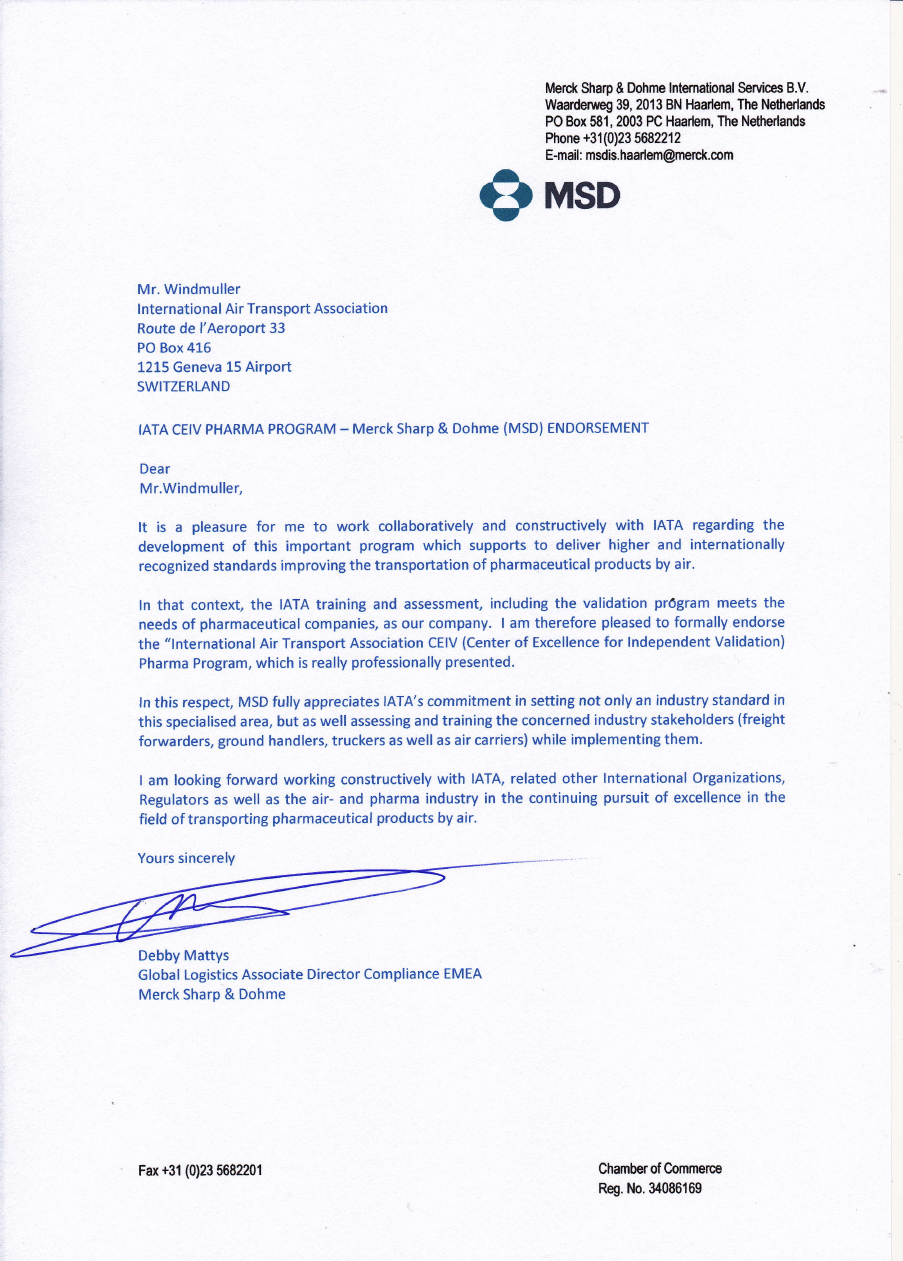 Merck Sharp & Dohme International Services B.V.
Waarderweg 39, 2013 BN Haarlem, The Netherlands
PO Box 581, 2003 PC Haarlem, The Netherlands
Phone +31(0)23 5682212
E-mail: msdis.haarlem@merck.com
MSD
Mr. Windmuller
International Air Transport Association
Route de l'Aeroport 33
PO Box 416
1215 Geneva 15 Airport
SWITZERLAND
IATA CEIV PHARMA PROGRAM – Merck Sharp & Dohme (MSD) ENDORSEMENT
Dear
Mr.Windmuller,
It is a pleasure for me to work collaboratively and constructively with IATA regarding the
development of this important program which supports to deliver higher and internationally
recognized standards improving the transportation of pharmaceutical products by air.
In that context, the IATA training and assessment, including the validation program meets the
needs of pharmaceutical companies, as our company. I am therefore pleased to formally endorse
the "International Air Transport Association CEIV (Center of Excellence for Independent Validation)
Pharma Program, which is really professionally presented.
In this respect, MSD fully appreciates IATA's commitment in setting not only an industry standard in
this specialised area, but as well assessing and training the concerned industry stakeholders (freight
forwarders, ground handlers, truckers as well as air carriers) while implementing them.
I am looking forward working constructively with IATA, related other International Organizations,
Regulators as well as the air- and pharma industry in the continuing pursuit of excellence in the
field of transporting pharmaceutical products by air.
Yours sincerely
Debby Mattys
Global Logistics Associate Director Compliance EMEA
Merck Sharp & Dohme
Fax +31 (0)23 5682201
Chamber of Commerce
Reg. No. 34086169